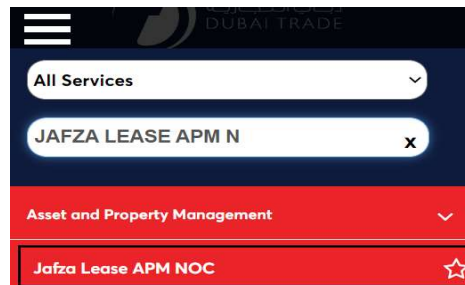 DUBAI TRADE
All Services
JAFZA LEASE APM N
x
Asset and Property Management
Jafza Lease APM NOC